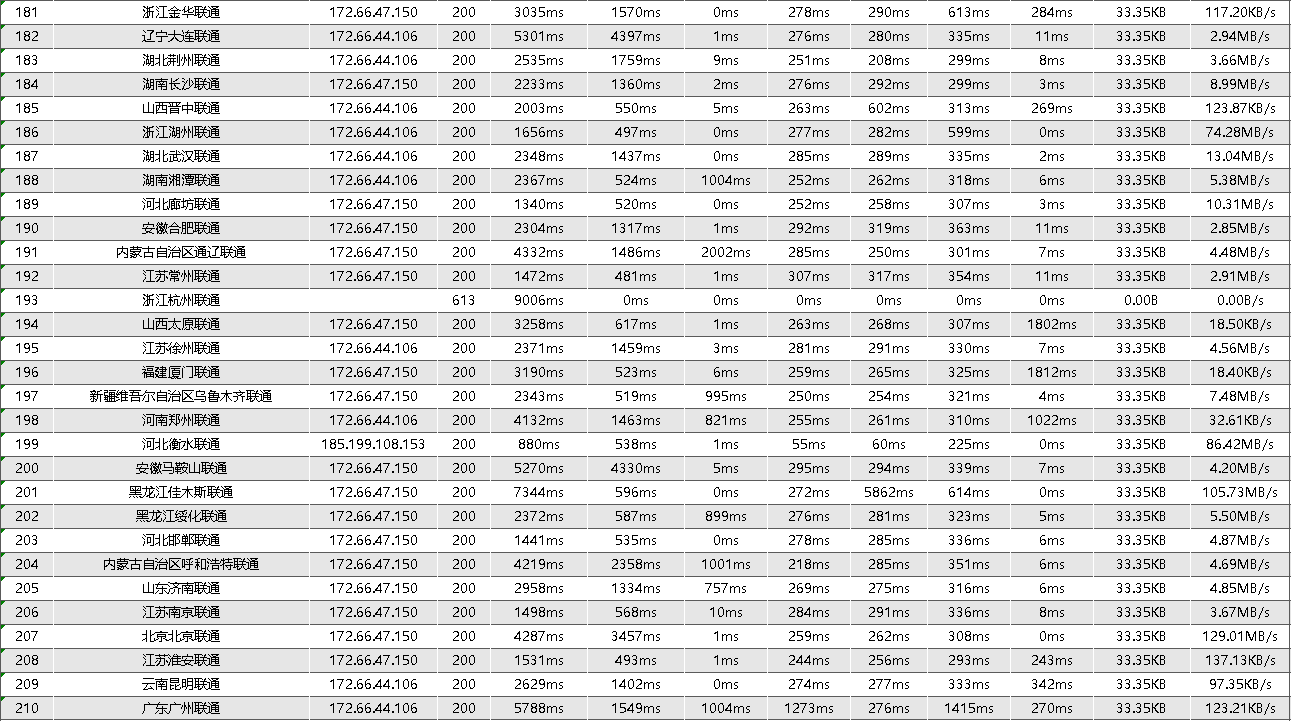 181 浙江金华联通 172.66.47.150 200 3035ms 1570ms 0ms 278ms 290ms 613ms 284ms 33.35KB 117.20KB/s
182 辽宁大连联通 172.66.44.106 200 5301ms 4397ms 1ms 276ms 280ms 335ms 11ms 33.35KB 2.94MB/s
183 湖北荆州联通 172.66.44.106 200 2535ms 1759ms 9ms 251ms 208ms 299ms 8ms 33.35KB 3.66MB/s
184 湖南长沙联通 172.66.47.150 200 2233ms 1360ms 2ms 276ms 292ms 299ms 3ms 33.35KB 8.99MB/s
185 山西晋中联通 172.66.44.106 200 2003ms 550ms 5ms 263ms 602ms 313ms 269ms 33.35KB 123.87KB/s
186 浙江湖州联通 172.66.44.106 200 1656ms 497ms 0ms 277ms 282ms 599ms 0ms 33.35KB 74.28MB/s
187 湖北武汉联通 172.66.44.106 200 2348ms 1437ms 0ms 285ms 289ms 335ms 2ms 33.35KB 13.04MB/s
188 湖南湘潭联通 172.66.44.106 200 2367ms 524ms 1004ms 252ms 262ms 318ms 6ms 33.35KB 5.38MB/s
189 河北廊坊联通 172.66.47.150 200 1340ms 520ms 0ms 252ms 258ms 307ms 3ms 33.35KB 10.31MB/s
190 安徽合肥联通 172.66.47.150 200 2304ms 1317ms 1ms 292ms 319ms 363ms 11ms 33.35KB 2.85MB/s
191 内蒙古自治区通辽联通 172.66.47.150 200 4332ms 1486ms 2002ms 285ms 250ms 301ms 7ms 33.35KB 4.48MB/s
192 江苏常州联通 172.66.47.150 200 1472ms 481ms 1ms 307ms 317ms 354ms 11ms 33.35KB 2.91MB/s
193 浙江杭州联通 613 9006ms 0ms 0ms 0ms 0ms 0ms 0ms 0.00B 0.00B/s
194 山西太原联通 172.66.47.150 200 3258ms 617ms 1ms 263ms 268ms 307ms 1802ms 33.35KB 18.50KB/s
195 江苏徐州联通 172.66.44.106 200 2371ms 1459ms 3ms 281ms 291ms 330ms 7ms 33.35KB 4.56MB/s
196 福建厦门联通 172.66.47.150 200 3190ms 523ms 6ms 259ms 265ms 325ms 1812ms 33.35KB 18.40KB/s
197 新疆维吾尔自治区乌鲁木齐联通 172.66.47.150 200 2343ms 519ms 995ms 250ms 254ms 321ms 4ms 33.35KB 7.48MB/s
198 河南郑州联通 172.66.44.106 200 4132ms 1463ms 821ms 255ms 261ms 310ms 1022ms 33.35KB 32.61KB/s
199 河北衡水联通 185.199.108.153 200 880ms 538ms 1ms 55ms 60ms 225ms 0ms 33.35KB 86.42MB/s
200 安徽马鞍山联通 172.66.47.150 200 5270ms 4330ms 5ms 295ms 294ms 339ms 7ms 33.35KB 4.20MB/s
201 黑龙江佳木斯联通 172.66.47.150 200 7344ms 596ms 0ms 272ms 5862ms 614ms 0ms 33.35KB 105.73MB/s
202 黑龙江绥化联通 172.66.47.150 200 2372ms 587ms 899ms 276ms 281ms 323ms 5ms 33.35KB 5.50MB/s
203 河北邯郸联通 172.66.47.150 200 1441ms 535ms 0ms 278ms 285ms 336ms 6ms 33.35KB 4.87MB/s
204 内蒙古自治区呼和浩特联通 172.66.47.150 200 4219ms 2358ms 1001ms 218ms 285ms 351ms 6ms 33.35KB 4.69MB/s
205 山东济南联通 172.66.47.150 200 2958ms 1334ms 757ms 269ms 275ms 316ms 6ms 33.35KB 4.85MB/s
206 江苏南京联通 172.66.47.150 200 1498ms 568ms 10ms 284ms 291ms 336ms 8ms 33.35KB 3.67MB/s
207 北京北京联通 172.66.47.150 200 4287ms 3457ms 1ms 259ms 262ms 308ms 0ms 33.35KB 129.01MB/s
208 江苏淮安联通 172.66.47.150 200 1531ms 493ms 1ms 244ms 256ms 293ms 243ms 33.35KB 137.13KB/s
209 云南昆明联通 172.66.44.106 200 2629ms 1402ms 0ms 274ms 277ms 333ms 342ms 33.35KB 97.35KB/s
210 广东广州联通 172.66.44.106 200 5788ms 1549ms 1004ms 1273ms 276ms 1415ms 270ms 33.35KB 123.21KB/s